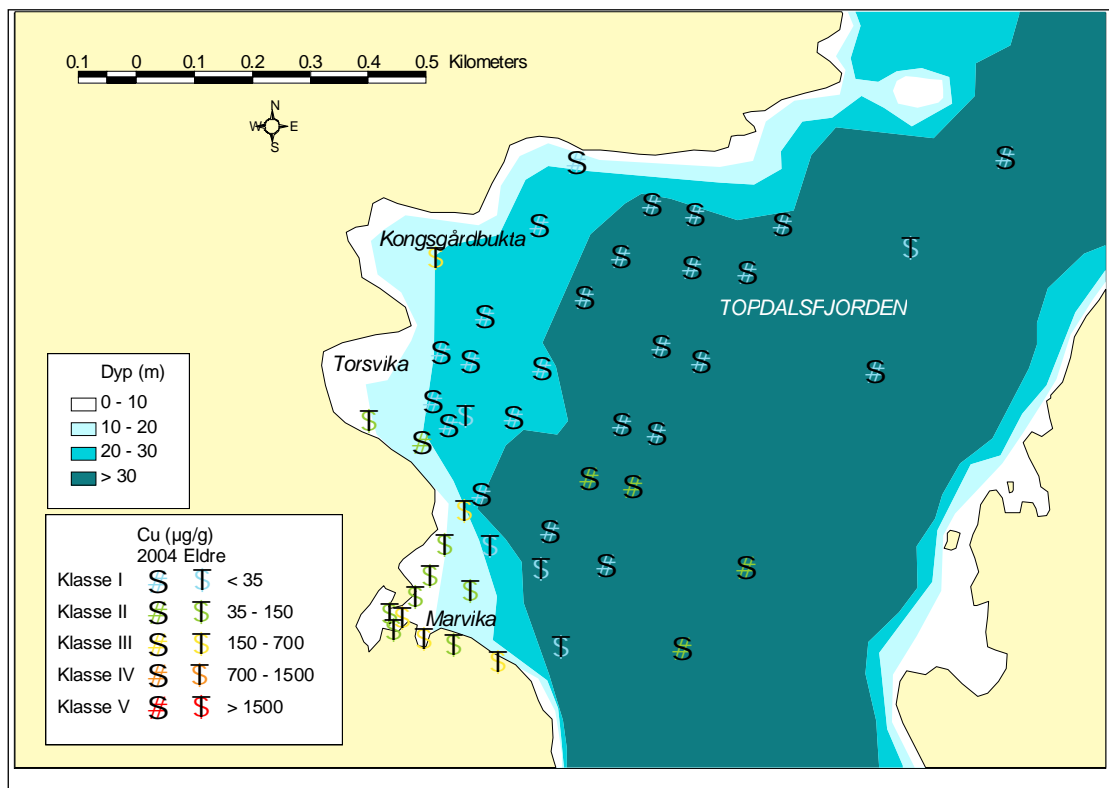 0.1 0 0.1 0.2 0.3 0.4 0.5 Kilometers
N
W E
S
Kongsgårdbukta
TOPDALSFJORDEN
Torsvika
Dyp (m)
0 - 10
10 - 20
20 - 30
> 30
Marvika
Cu (µg/g)
2004 Eldre
Klasse I < 35
Klasse II 35 - 150
Klasse III 150 - 700
Klasse IV 700 - 1500
Klasse V > 1500